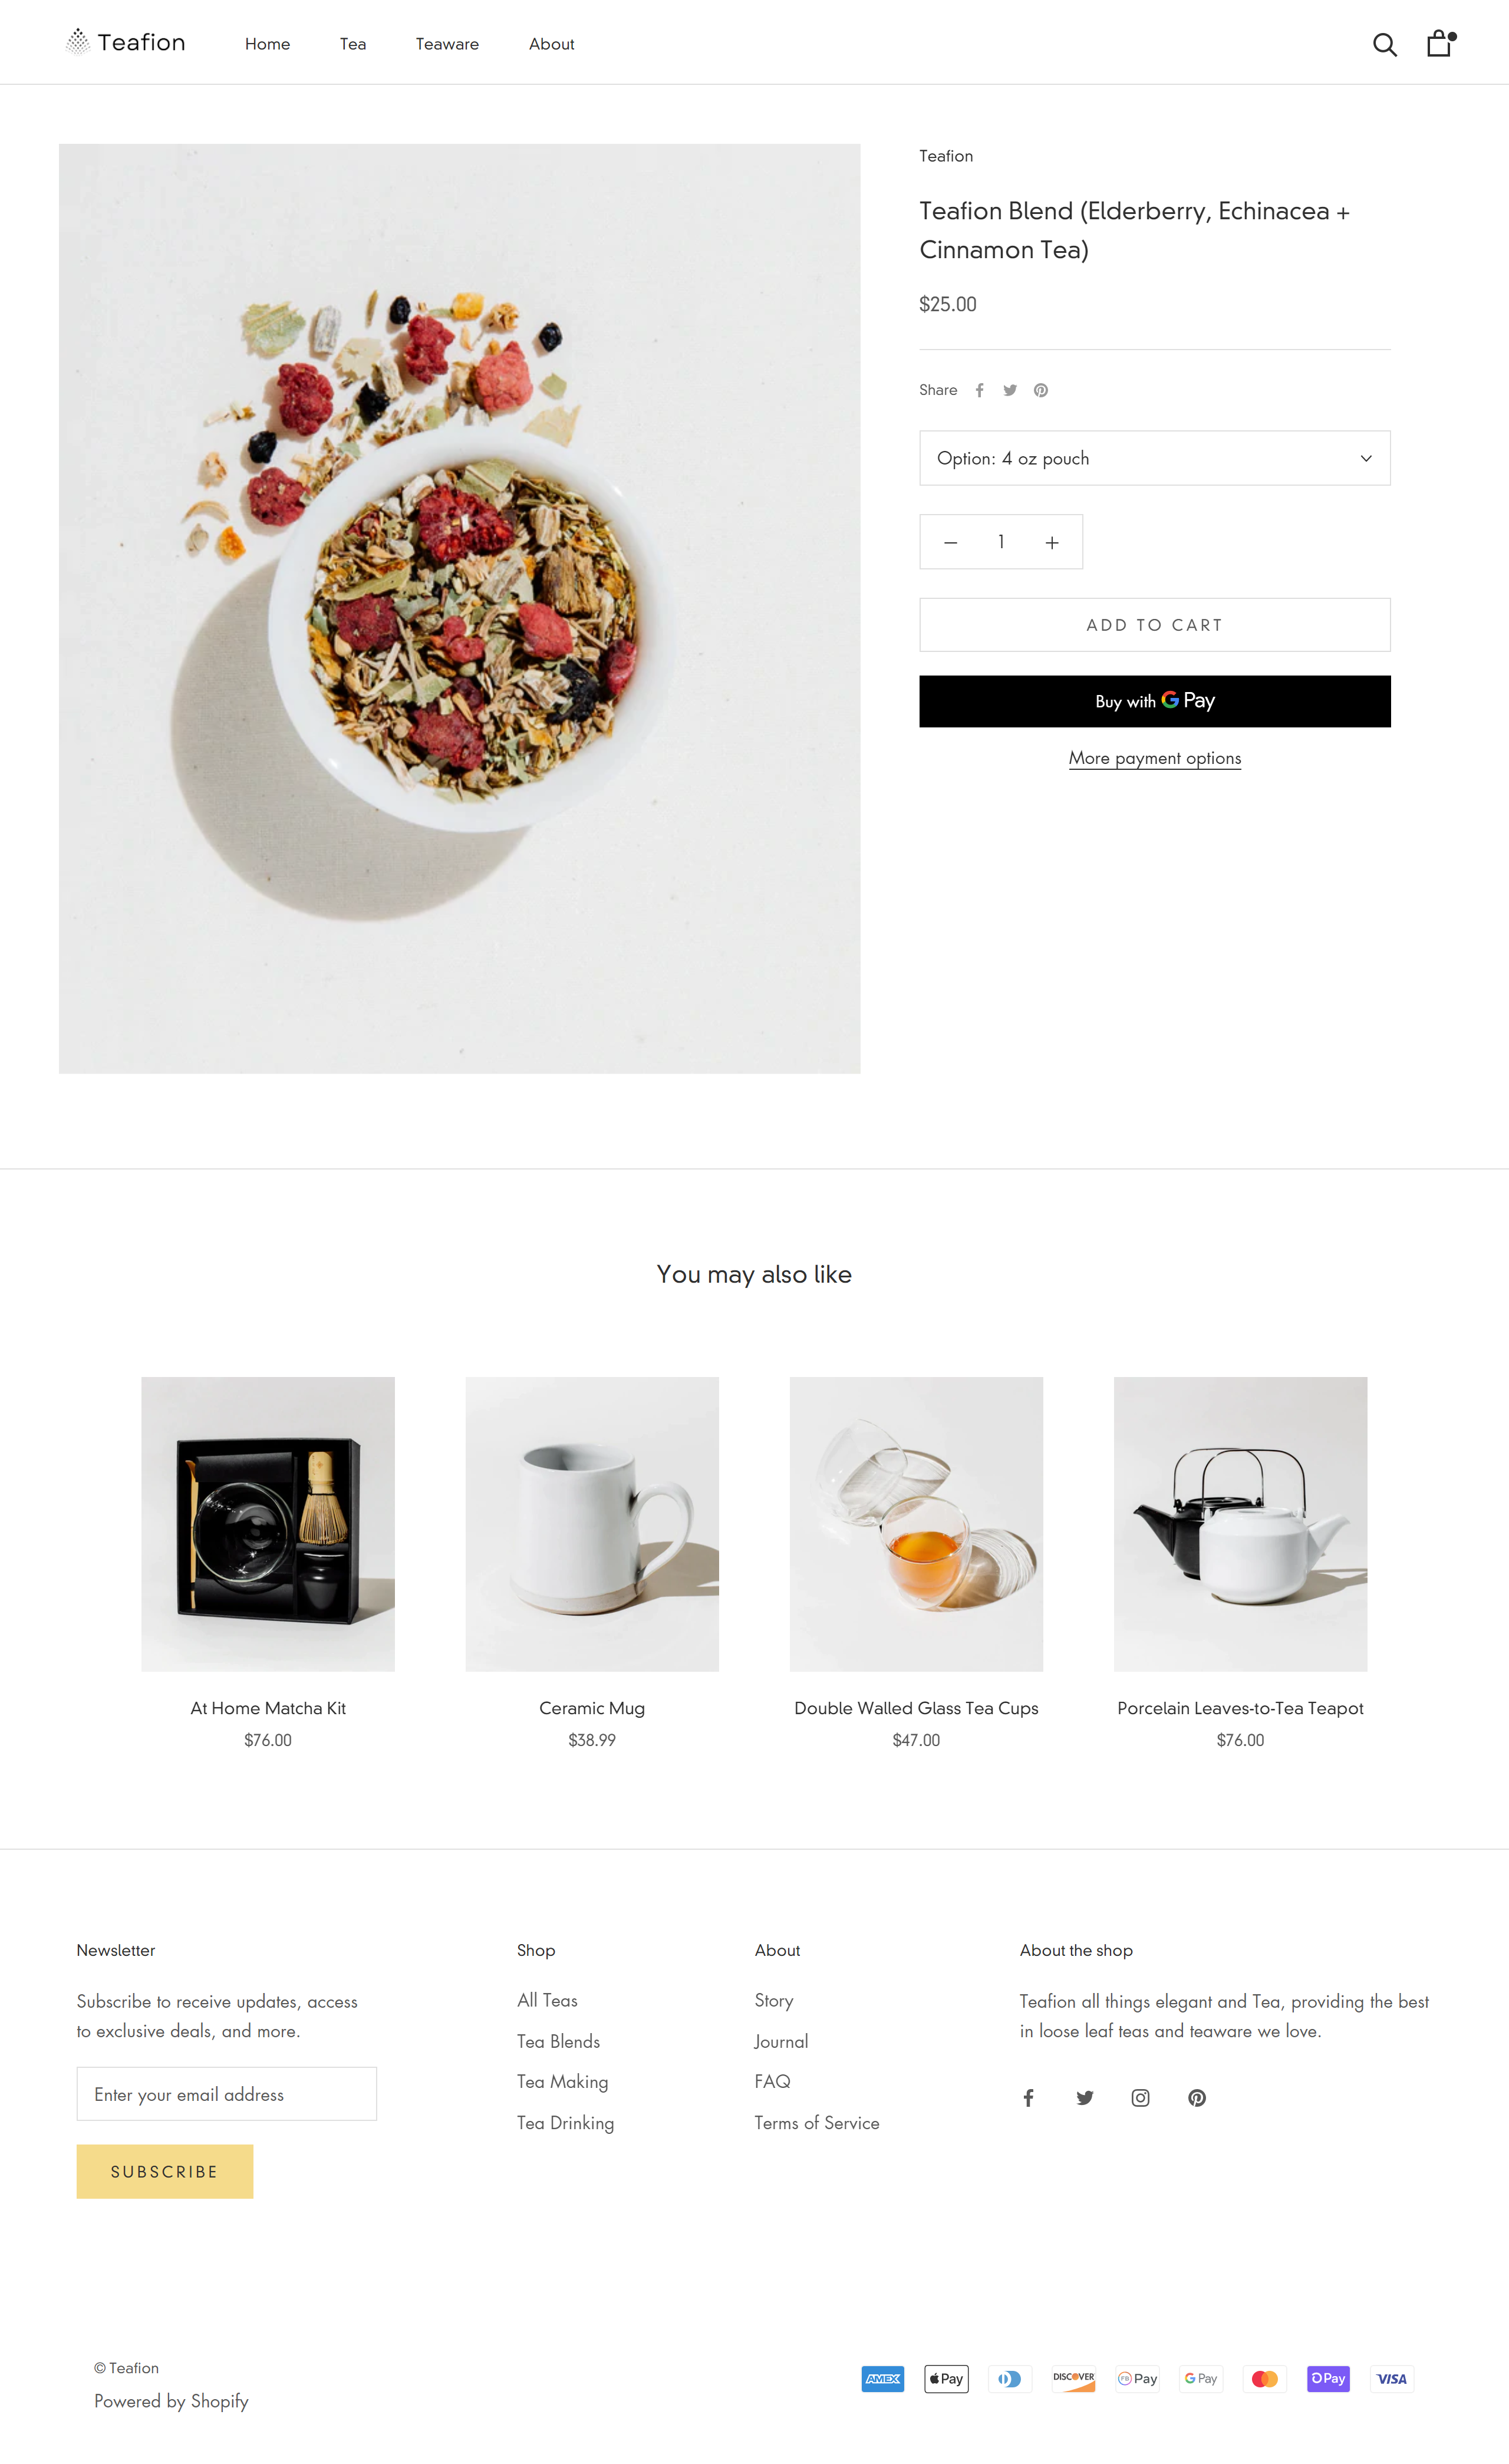 Teafion
Home
Tea
Teaware
About
Teafion
Teafion Blend (Elderberry, Echinacea +
Cinnamon Tea)
$25.00
Share
Option: 4 oz pouch
1
ADD TO CART
Buy with G Pay
More payment options
You may also like
At Home Matcha Kit
$76.00
Ceramic Mug
$38.99
Double Walled Glass Tea Cups
$47.00
Porcelain Leaves-to-Tea Teapot
$76.00
Newsletter
Subscribe to receive updates, access
to exclusive deals, and more.
Enter your email address
SUBSCRIBE
Shop
All Teas
Tea Blends
Tea Making
Tea Drinking
About
Story
Journal
FAQ
Terms of Service
About the shop
Teafion all things elegant and Tea, providing the best
in loose leaf teas and teaware we love.
© Teafion
Powered by Shopify
AMEX
Pay
DISCOVER
FB Pay
G Pay
Pay
VISA